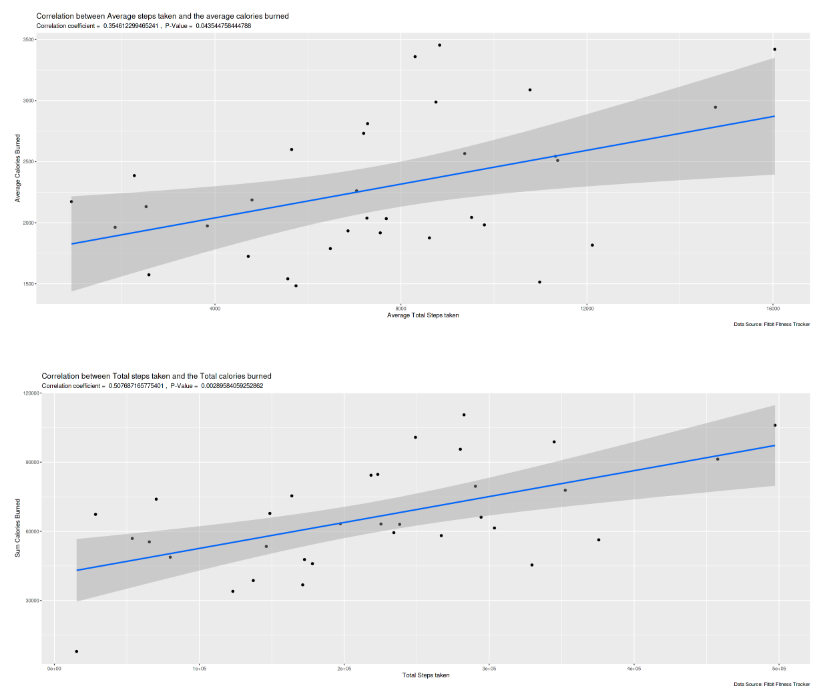 Correlation between Average steps taken and the average calories burned
Correlation coefficient = 0.354612299465241 , P-Value = 0.043544758444788
3500
3000
2500
2000
1500
Average Calories Burned
4000 8000 12000 16000
Average Total Steps taken
Data Source: Fitbit Fitness Tracker
Correlation between Total steps taken and the Total calories burned
Correlation coefficient = 0.507687165775401 , P-Value = 0.00289584059252862
120000
90000
60000
30000
Sum Calories Burned
0e+00 1e+05 2e+05 3e+05 4e+05 5e+05
Total Steps taken
Data Source: Fitbit Fitness Tracker